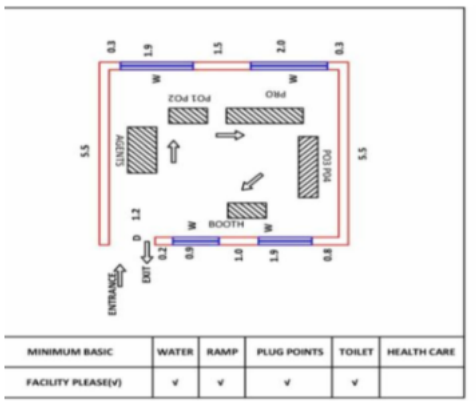 0.3 1.9 1.5 2.0 0.3
W W
PO1 PO2 PRO
5.5 AGENTS PO3 PO4 5.5
1.2
D W W
BOOTH
0.2 0.9 1.0 1.9 0.8
ENTRANCE EXIT
MINIMUM BASIC WATER RAMP PLUG POINTS TOILET HEALTH CARE
FACILITY PLEASE(√) √ √ √ √